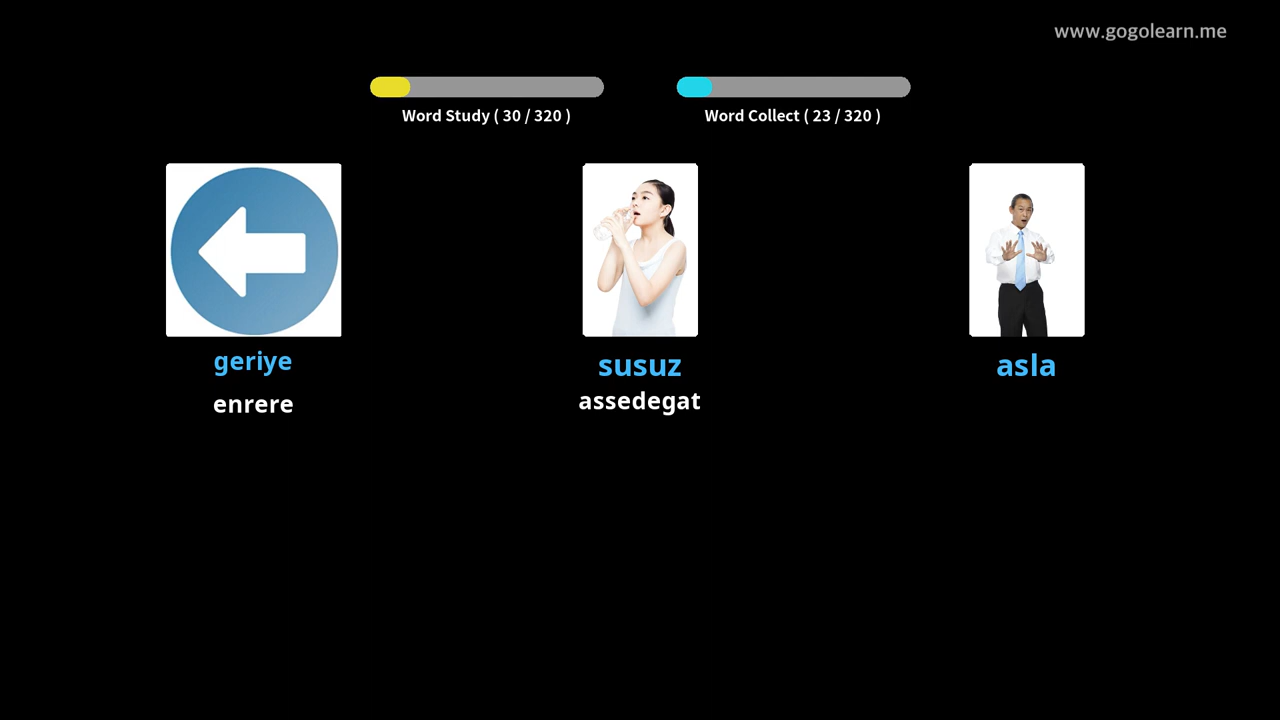 www.gogolearn.me
Word Study ( 30 / 320 )
Word Collect ( 23 / 320 )
geriye
enrere
susuz
assedegat
asla